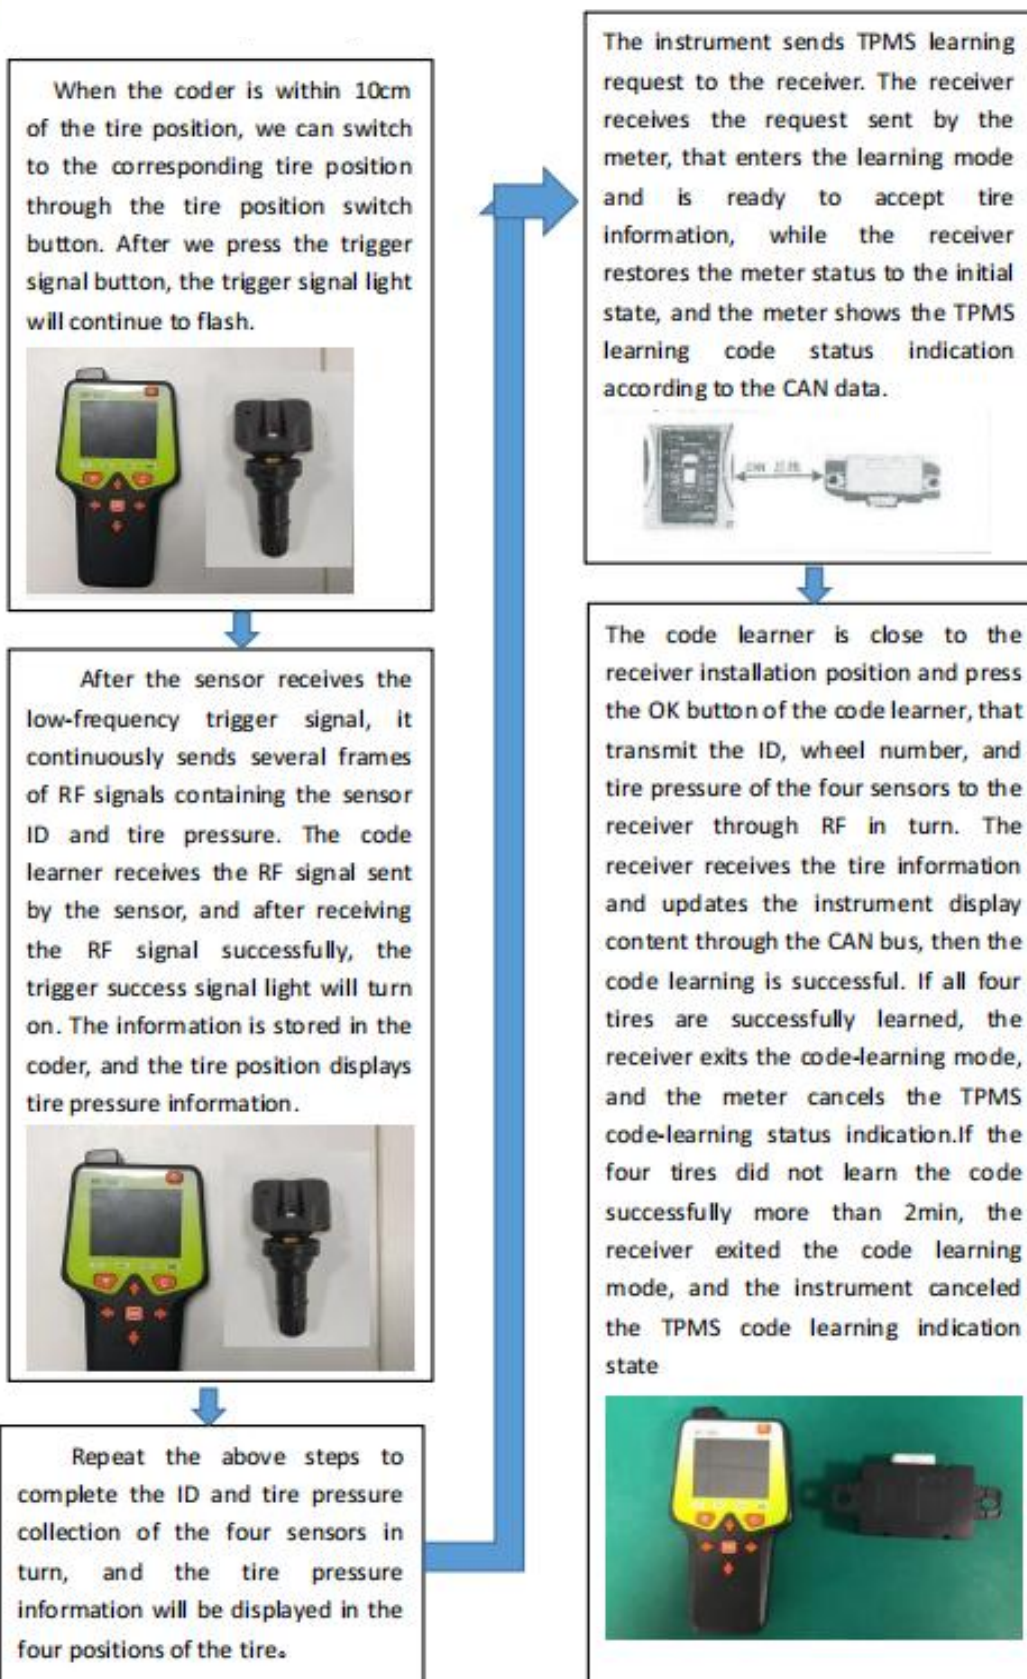 When the coder is within 10cm
of the tire position, we can switch
to the corresponding tire position
through the tire position switch
button. After we press the trigger
signal button, the trigger signal light
will continue to flash.
After the sensor receives the
low-frequency trigger signal, it
continuously sends several frames
of RF signals containing the sensor
ID and tire pressure. The code
learner receives the RF signal sent
by the sensor, and after receiving
the RF signal successfully, the
trigger success signal light will turn
on. The information is stored in the
coder, and the tire position displays
tire pressure information.
Repeat the above steps to
complete the ID and tire pressure
collection of the four sensors in
turn, and the tire pressure
information will be displayed in the
four positions of the tire。
The instrument sends TPMS learning
request to the receiver. The receiver
receives the request sent by the
meter, that enters the learning mode
and is ready to accept tire
information, while the receiver
restores the meter status to the initial
state, and the meter shows the TPMS
learning code status indication
according to the CAN data.
The code learner is close to the
receiver installation position and press
the OK button of the code learner, that
transmit the ID, wheel number, and
tire pressure of the four sensors to the
receiver through RF in turn. The
receiver receives the tire information
and updates the instrument display
content through the CAN bus, then the
code learning is successful. If all four
tires are successfully learned, the
receiver exits the code-learning mode,
and the meter cancels the TPMS
code-learning status indication.If the
four tires did not learn the code
successfully more than 2min, the
receiver exited the code learning
mode, and the instrument canceled
the TPMS code learning indication
state